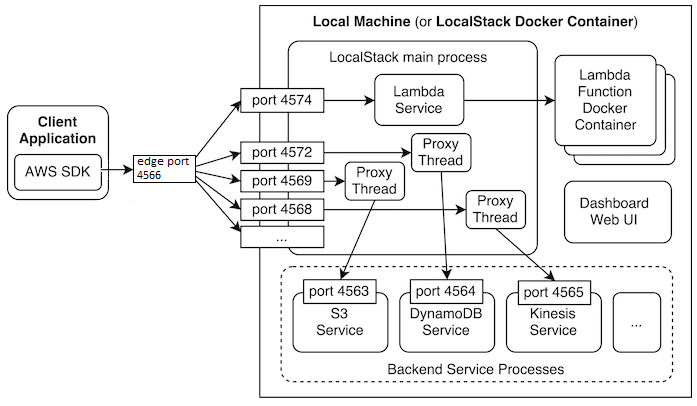 Local Machine (or LocalStack Docker Container)
LocalStack main process
Client
Application
AWS SDK
edge port
4566
port 4574
port 4572
port 4569
port 4568
...
Lambda
Service
Proxy
Thread
Proxy
Thread
Proxy
Thread
Lambda
Function
Docker
Container
Dashboard
Web UI
port 4563
S3
Service
port 4564
DynamoDB
Service
port 4565
Kinesis
Service
...
Backend Service Processes